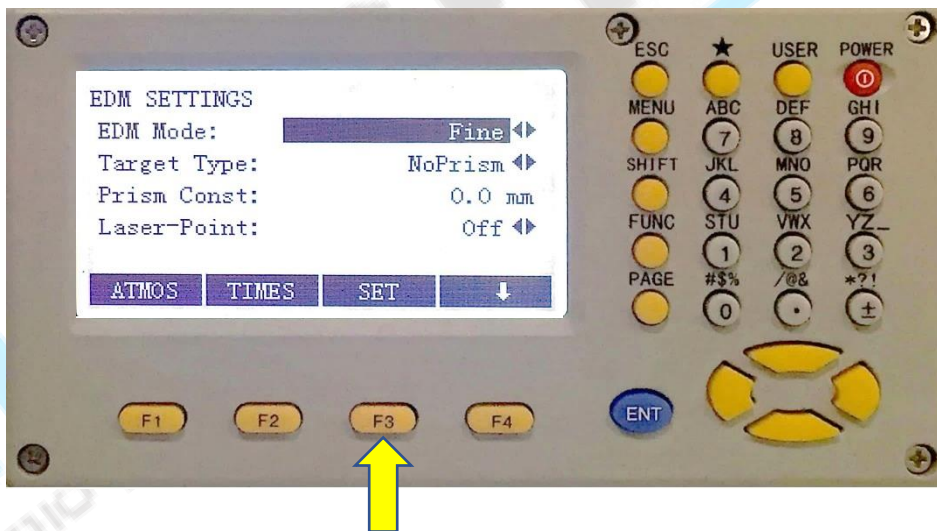 EDM SETTINGS
EDM Mode: Fine
Target Type: NoPrism
Prism Const: 0.0 mm
Laser-Point: Off
ATMOS TIMES SET
F1 F2 F3 F4
ESC ★ USER POWER
MENU ABC DEF GHI
7 8 9
SHIFT JKL MNO PQR
4 5 6
FUNC STU VWX YZ_
1 2 3
PAGE #$% /@& *?!
0 . ±
ENT